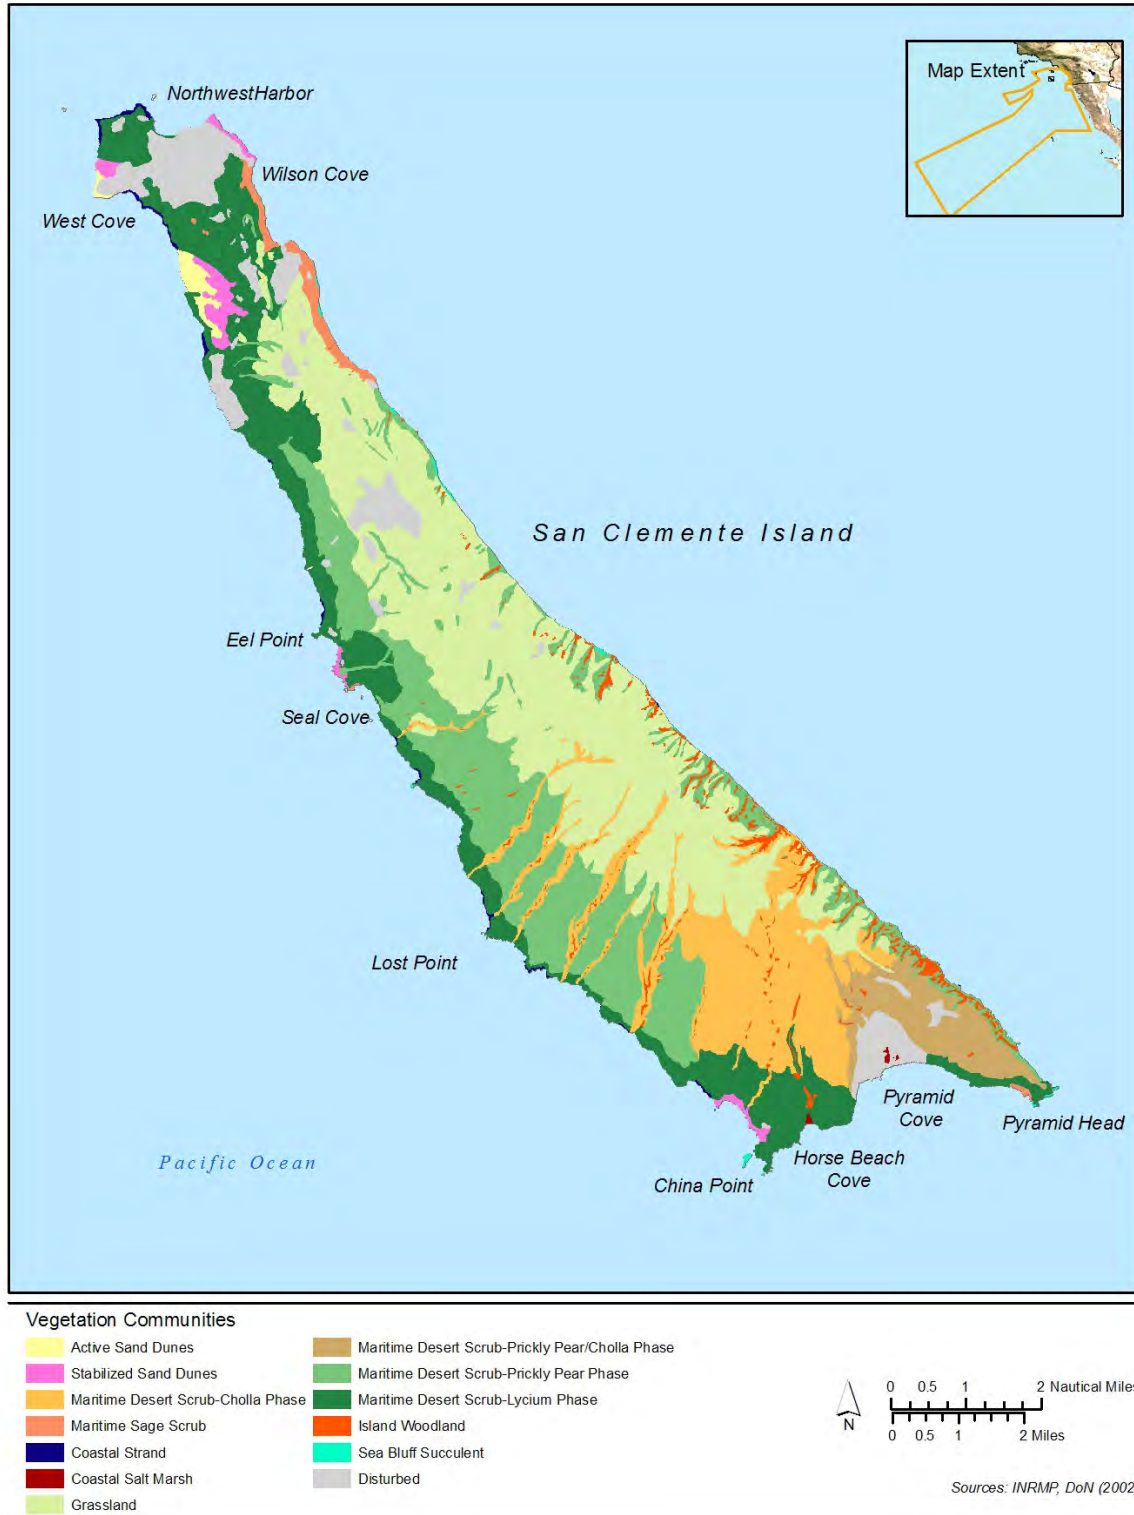 Map Extent
NorthwestHarbor
Wilson Cove
West Cove
San Clemente Island
Eel Point
Seal Cove
Lost Point
Pyramid
Cove
Pyramid Head
Horse Beach
Cove
China Point
Pacific Ocean
Vegetation Communities
Active Sand Dunes
Stabilized Sand Dunes
Maritime Desert Scrub-Cholla Phase
Maritime Sage Scrub
Coastal Strand
Coastal Salt Marsh
Grassland
Maritime Desert Scrub-Prickly Pear/Cholla Phase
Maritime Desert Scrub-Prickly Pear Phase
Maritime Desert Scrub-Lycium Phase
Island Woodland
Sea Bluff Succulent
Disturbed
N
0 0.5 1 2 Nautical Miles
0 0.5 1 2 Miles
Sources: INRMP, DoN (2002